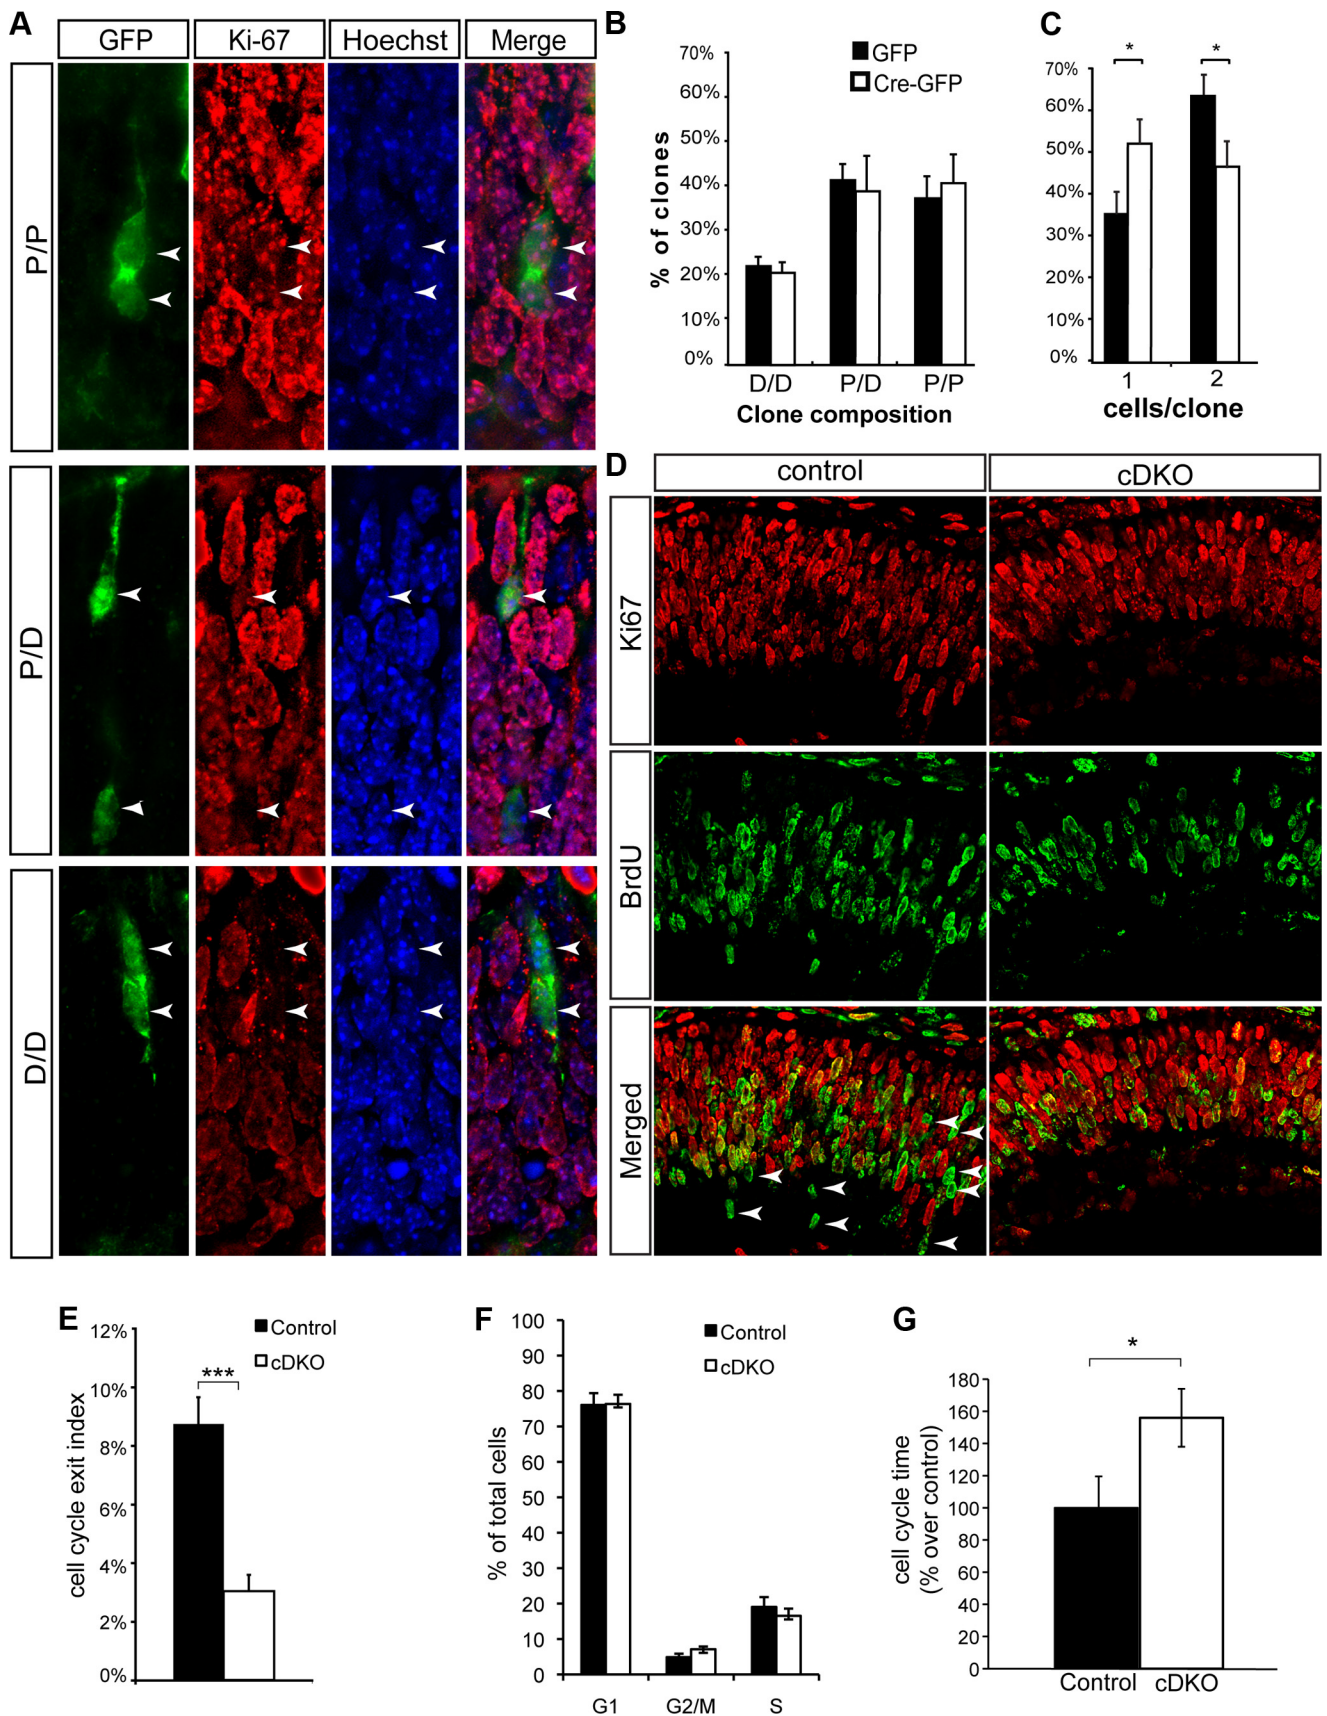 A
GFP
Ki-67
Hoechst
Merge
P/P
P/D
D/D
B
70%
60%
50%
40%
30%
20%
10%
0%
% of clones
GFP
Cre-GFP
D/D
P/D
P/P
Clone composition
C
*
*
70%
60%
50%
40%
30%
20%
10%
0%
1
2
cells/clone
D
control
cDKO
Ki67
BrdU
Merged
E
12%
10%
8%
6%
4%
2%
0%
cell cycle exit index
***
Control
cDKO
F
100
90
80
70
60
50
40
30
20
10
0
% of total cells
Control
cDKO
G1
G2/M
S
G
*
180
160
140
120
100
80
60
40
20
0
cell cycle time
(% over control)
Control
cDKO